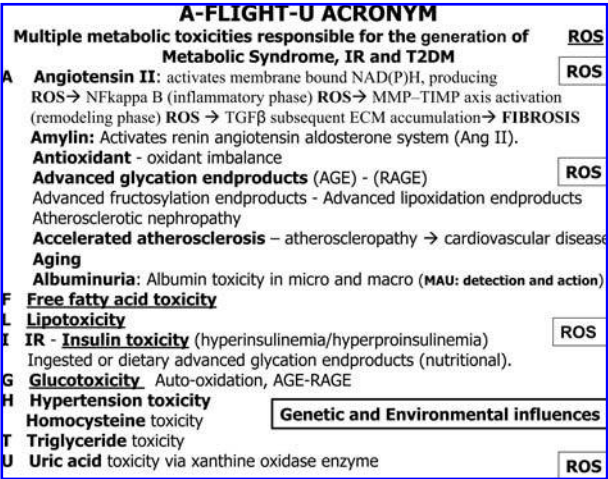 A-FLIGHT-U ACRONYM
Multiple metabolic toxicities responsible for the generation of ROS
Metabolic Syndrome, IR and T2DM
A Angiotensin II: activates membrane bound NAD(P)H, producing ROS
ROS→ NFkappa B (inflammatory phase) ROS→ MMP–TIMP axis activation
(remodeling phase) ROS → TGFβ subsequent ECM accumulation→ FIBROSIS
Amylin: Activates renin angiotensin aldosterone system (Ang II).
Antioxidant - oxidant imbalance
Advanced glycation endproducts (AGE) - (RAGE) ROS
Advanced fructosylation endproducts - Advanced lipoxidation endproducts
Atherosclerotic nephropathy
Accelerated atherosclerosis – atheroscleropathy → cardiovascular disease
Aging
Albuminuria: Albumin toxicity in micro and macro (MAU: detection and action)
F Free fatty acid toxicity
L Lipotoxicity
I IR - Insulin toxicity (hyperinsulinemia/hyperproinsulinemia) ROS
Ingested or dietary advanced glycation endproducts (nutritional).
G Glucotoxicity Auto-oxidation, AGE-RAGE
H Hypertension toxicity
Homocysteine toxicity Genetic and Environmental influences
T Triglyceride toxicity
U Uric acid toxicity via xanthine oxidase enzyme ROS